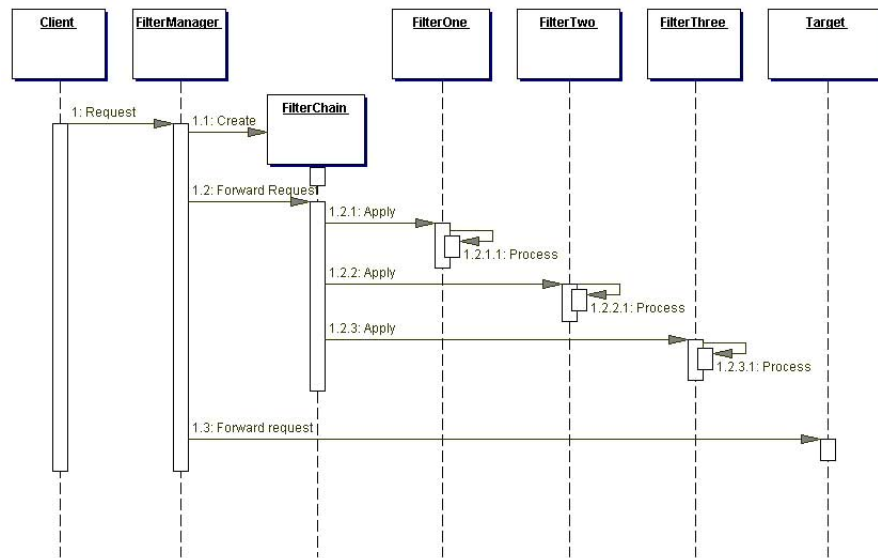 Client
FilterManager
FilterOne
FilterTwo
FilterThree
Target
FilterChain
1: Request
1.1: Create
1.2: Forward Request
1.2.1: Apply
1.2.1.1: Process
1.2.2: Apply
1.2.2.1: Process
1.2.3: Apply
1.2.3.1: Process
1.3: Forward request